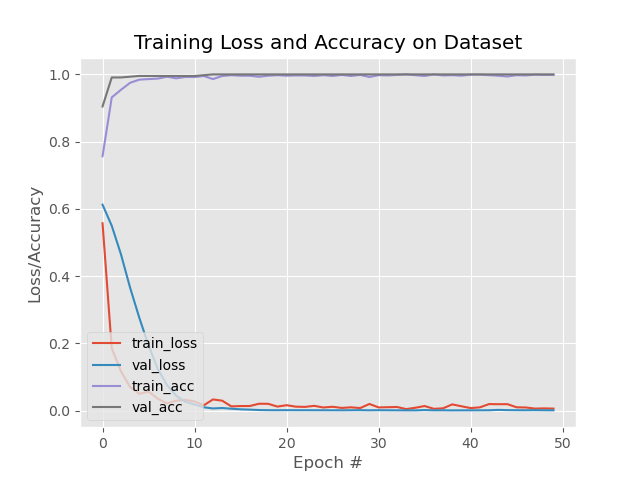 Training Loss and Accuracy on Dataset
Loss/Accuracy
1.0
0.8
0.6
0.4
0.2
0.0
train_loss
val_loss
train_acc
val_acc
0 10 20 30 40 50
Epoch #